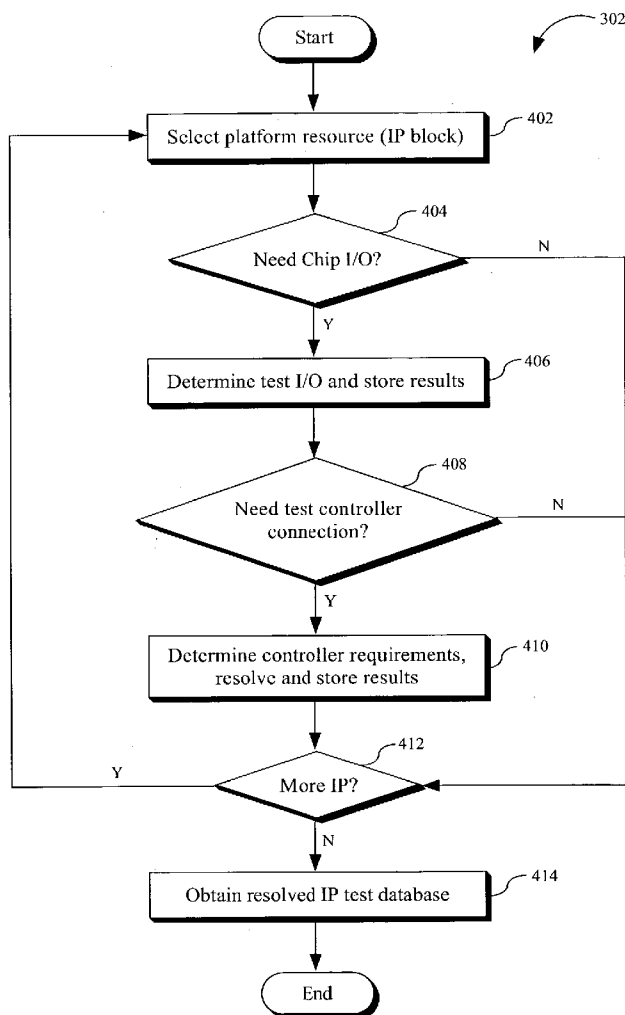 Start
302
Select platform resource (IP block)
402
404
Need Chip I/O?
N
Y
Determine test I/O and store results
406
408
Need test controller
connection?
N
Y
Determine controller requirements,
resolve and store results
410
412
Y
More IP?
N
Obtain resolved IP test database
414
End